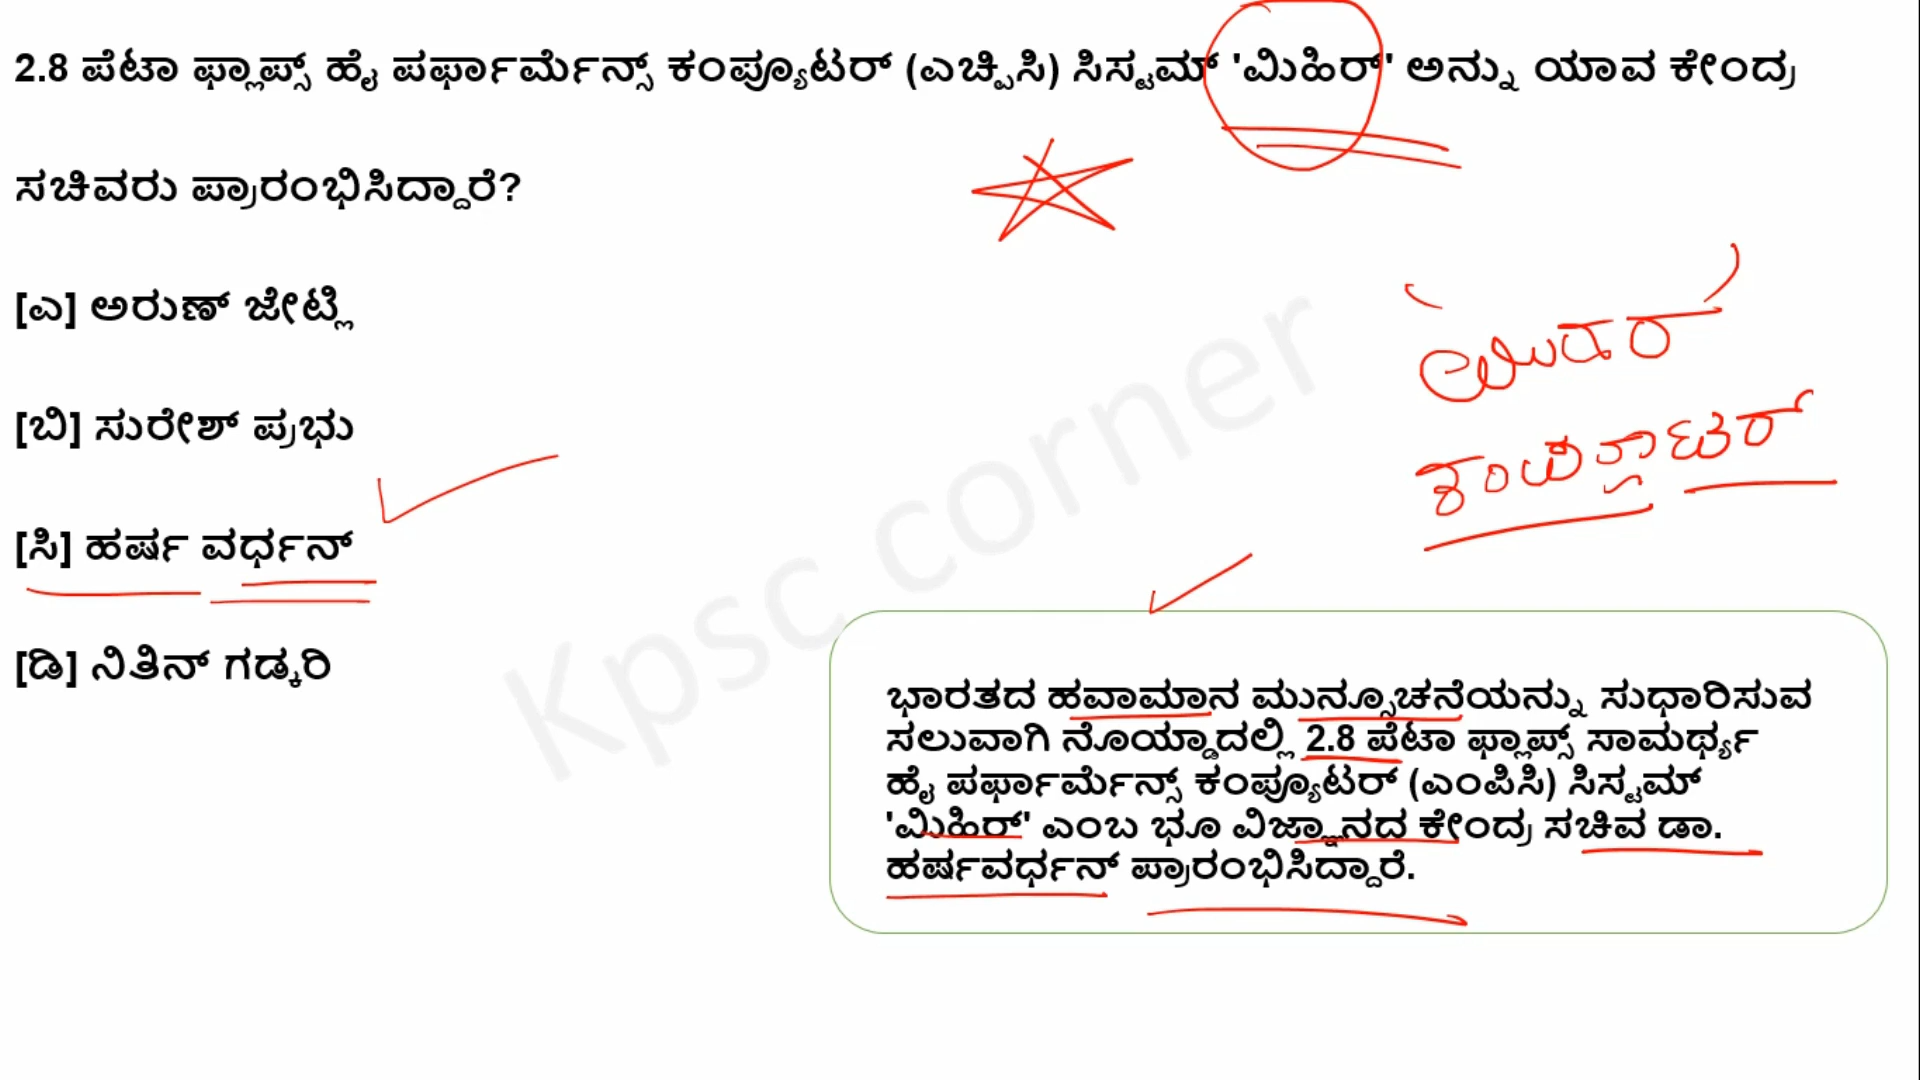 2.8 ಪೆಟಾ ಫ್ಲಾಪ್ಸ್ ಹೈ ಪರ್ಫಾರ್ಮೆನ್ಸ್ ಕಂಪ್ಯೂಟರ್ (ಎಚ್ಪಿಸಿ) ಸಿಸ್ಟಮ್ 'ಮಿಹಿರ್' ಅನ್ನು ಯಾವ ಕೇಂದ್ರ
ಸಚಿವರು ಪ್ರಾರಂಭಿಸಿದ್ದಾರೆ?
[ಎ] ಅರುಣ್ ಜೇಟ್ಲಿ
[ಬಿ] ಸುರೇಶ್ ಪ್ರಭು
[ಸಿ] ಹರ್ಷ ವರ್ಧನ್
[ಡಿ] ನಿತಿನ್ ಗಡ್ಕರಿ
Kpsc corner
ಭಾರತದ ಹವಾಮಾನ ಮುನ್ಸೂಚನೆಯನ್ನು ಸುಧಾರಿಸುವ
ಸಲುವಾಗಿ ನೊಯ್ಡಾದಲ್ಲಿ 2.8 ಪೆಟಾ ಫ್ಲಾಪ್ಸ್ ಸಾಮರ್ಥ್ಯ
ಹೈ ಪರ್ಫಾರ್ಮೆನ್ಸ್ ಕಂಪ್ಯೂಟರ್ (ಎಂಪಿಸಿ) ಸಿಸ್ಟಮ್
'ಮಿಹಿರ್' ಎಂಬ ಭೂ ವಿಜ್ಞಾನದ ಕೇಂದ್ರ ಸಚಿವ ಡಾ.
ಹರ್ಷವರ್ಧನ್ ಪ್ರಾರಂಭಿಸಿದ್ದಾರೆ.